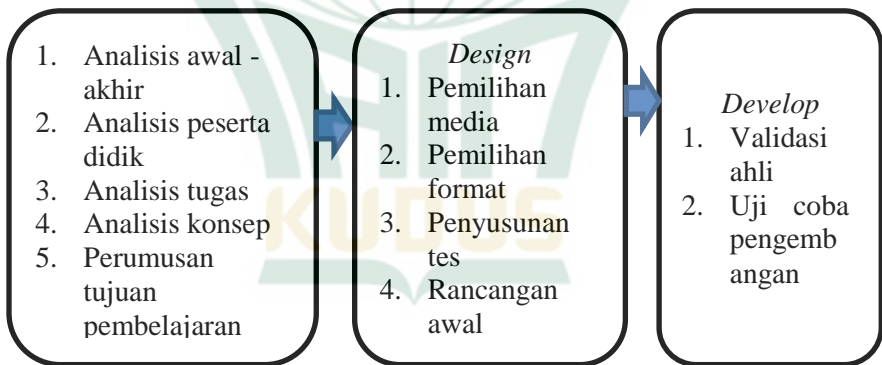 1. Analisis awal -
akhir
2. Analisis peserta
didik
3. Analisis tugas
4. Analisis konsep
5. Perumusan
tujuan
pembelajaran
Design
1. Pemilihan
media
2. Pemilihan
format
3. Penyusunan
tes
4. Rancangan
awal
Develop
1. Validasi
ahli
2. Uji coba
pengemb
angan
KUDUS